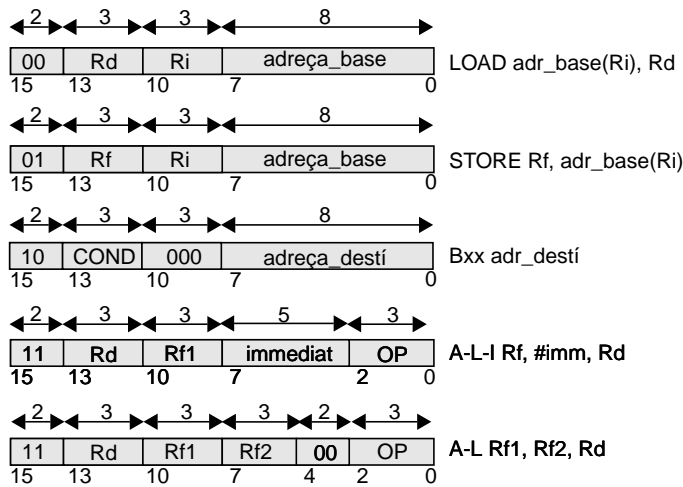 2 3 3 8
00 Rd Ri adreça_base LOAD adr_base(Ri), Rd
15 13 10 7 0
2 3 3 8
01 Rf Ri adreça_base STORE Rf, adr_base(Ri)
15 13 10 7 0
2 3 3 8
10 COND 000 adreça_destí Bxx adr_destí
15 13 10 7 0
2 3 3 5 3
11 Rd Rf1 immediat OP A-L-I Rf, #imm, Rd
15 13 10 7 2 0
2 3 3 3 2 3
11 Rd Rf1 Rf2 00 OP A-L Rf1, Rf2, Rd
15 13 10 7 4 2 0